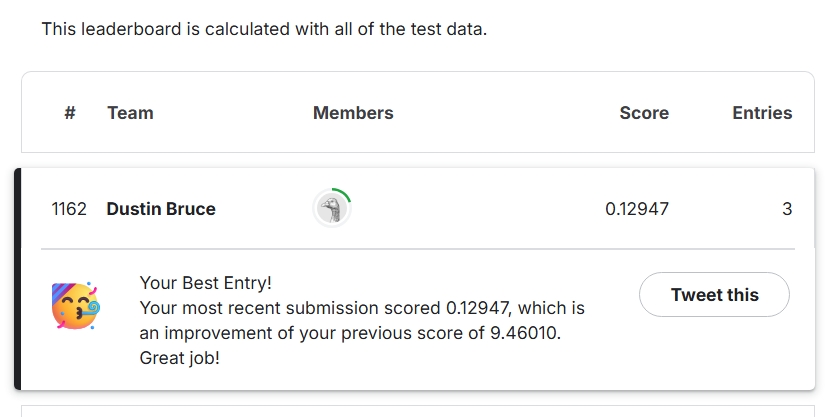 This leaderboard is calculated with all of the test data.
# Team Members Score Entries
1162 Dustin Bruce 0.12947 3
Your Best Entry!
Your most recent submission scored 0.12947, which is
an improvement of your previous score of 9.46010.
Great job!
Tweet this